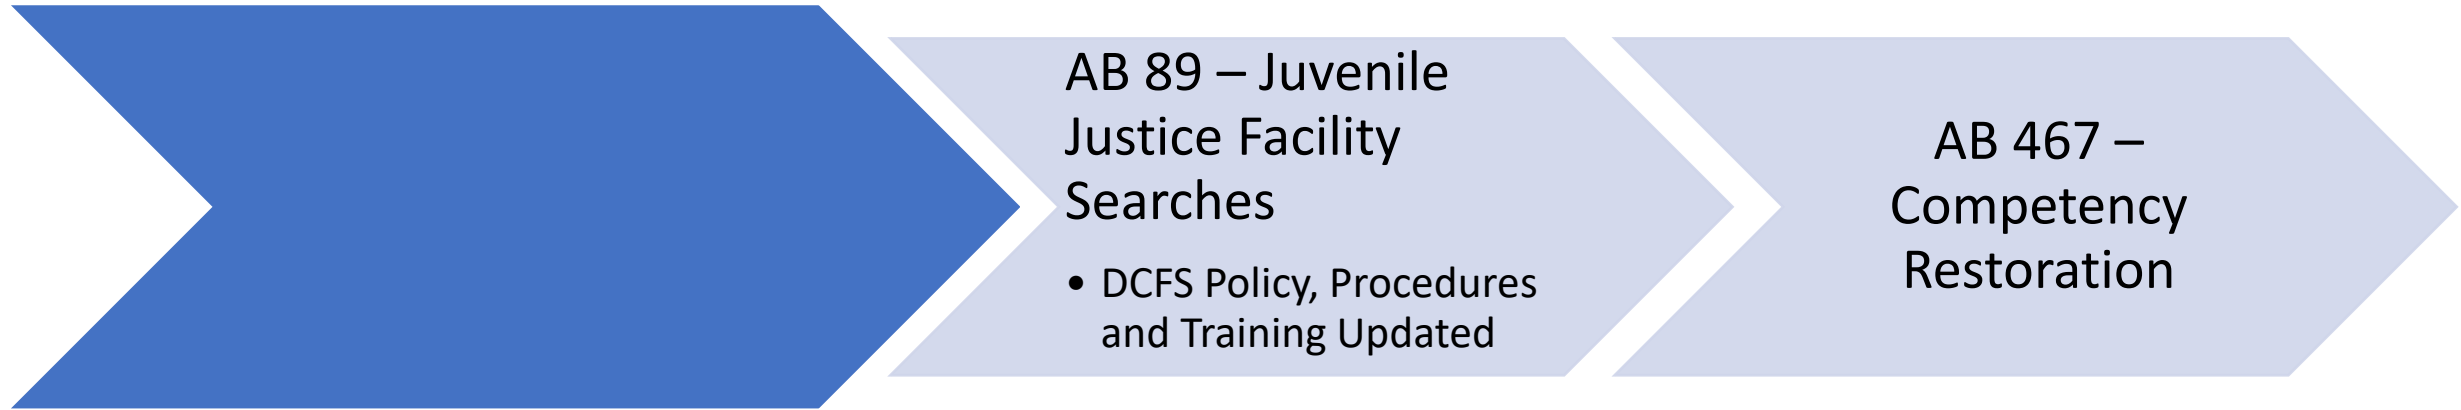 AB 89 – Juvenile
Justice Facility
Searches
• DCFS Policy, Procedures
and Training Updated
AB 467 –
Competency
Restoration